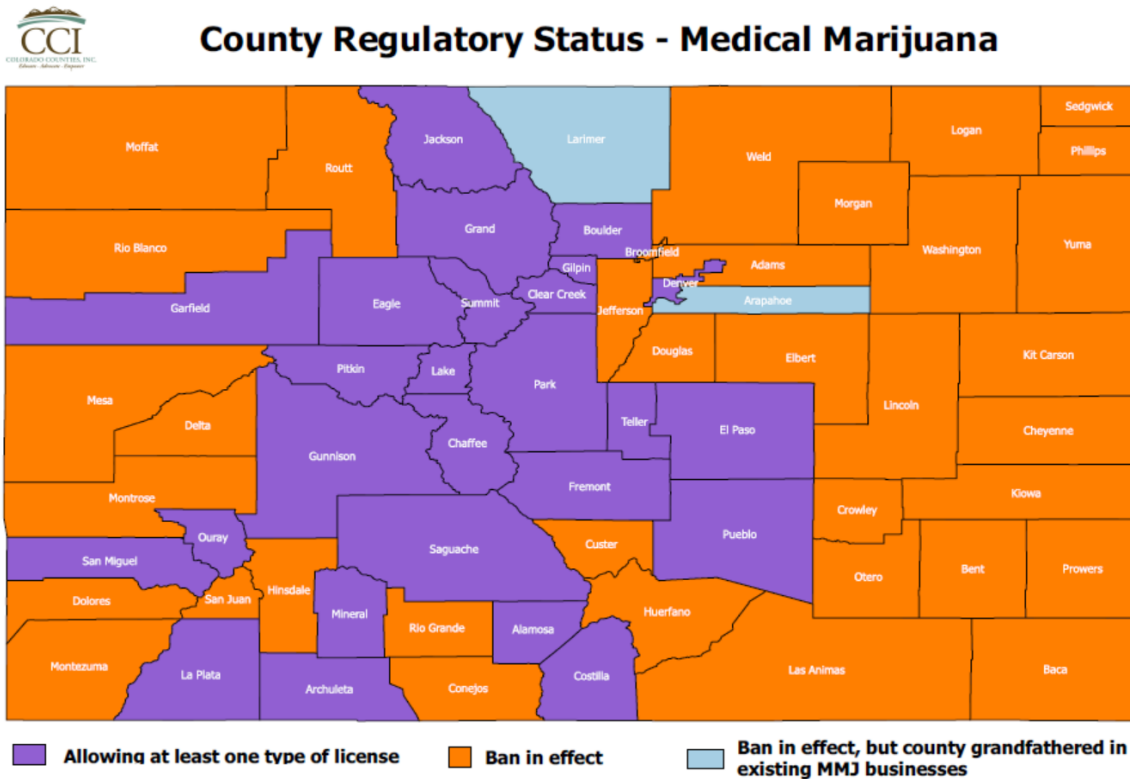 CCI
COLORADO COUNTIES, INC.
Educate - Advocate - Empower
County Regulatory Status - Medical Marijuana
Sedgwick
Logan
Jackson
Larimer
Moffat
Phillips
Weld
Routt
Morgan
Grand
Boulder
Yuma
Rio Blanco
Washington
Broomfield
Adams
Gilpin
Denver
Clear Creek
Arapahoe
Eagle
Summit
Garfield
Jefferson
Douglas
Kit Carson
Elbert
Pitkin
Lake
Park
Mesa
Lincoln
Teller
Delta
El Paso
Cheyenne
Chaffee
Gunnison
Fremont
Kiowa
Montrose
Crowley
Pueblo
Ouray
Custer
Saguache
San Miguel
Bent
Prowers
Otero
Hinsdale
San Juan
Dolores
Huerfano
Mineral
Rio Grande
Alamosa
Montezuma
Las Animas
Baca
La Plata
Costilla
Archuleta
Conejos
Allowing at least one type of license
Ban in effect
Ban in effect, but county grandfathered in
existing MMJ businesses